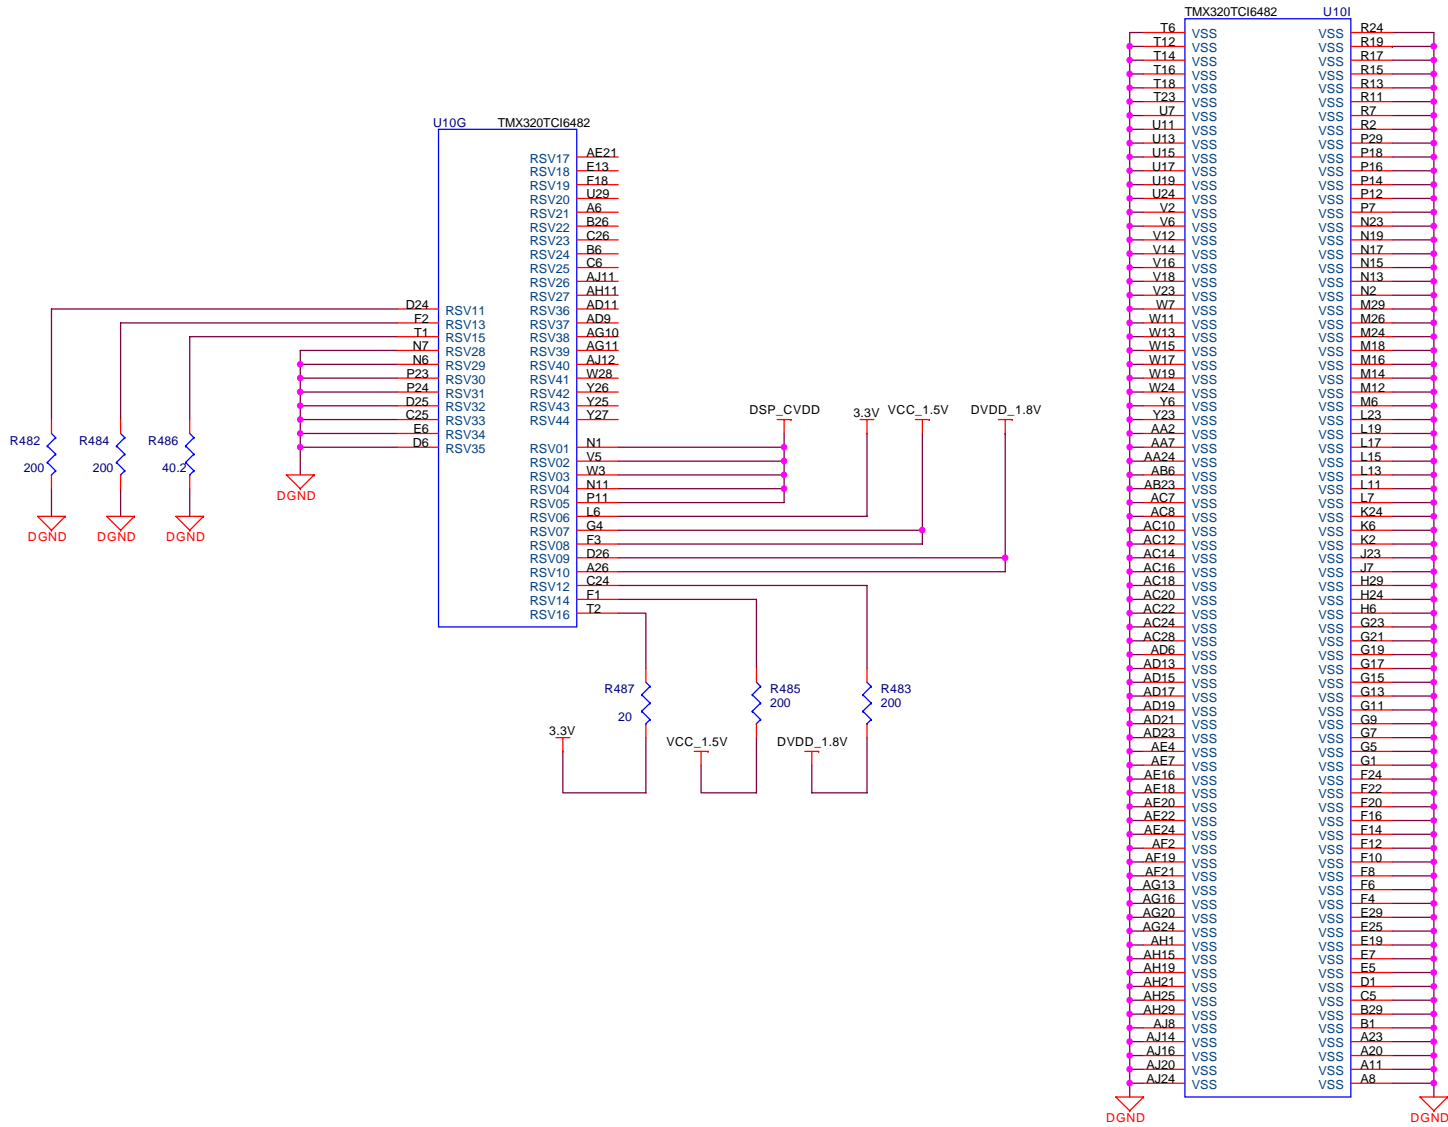 TMX320TCI6482 U10I
T6 VSS VSS R24
T12 VSS VSS R19
T14 VSS VSS R17
T16 VSS VSS R15
T18 VSS VSS R13
T23 VSS VSS R11
U7 VSS VSS R7
U11 VSS VSS R2
U13 VSS VSS P29
U15 VSS VSS P18
U17 VSS VSS P16
U19 VSS VSS P14
U24 VSS VSS P12
V2 VSS VSS P7
V6 VSS VSS N23
V12 VSS VSS N19
V14 VSS VSS N17
V16 VSS VSS N15
V18 VSS VSS N13
V23 VSS VSS N2
W7 VSS VSS M29
W11 VSS VSS M26
W13 VSS VSS M24
W15 VSS VSS M18
W17 VSS VSS M16
W19 VSS VSS M14
W24 VSS VSS M12
Y6 VSS VSS M6
Y23 VSS VSS L23
AA2 VSS VSS L19
AA7 VSS VSS L17
AA24 VSS VSS L15
AB6 VSS VSS L13
AB23 VSS VSS L11
AC7 VSS VSS L7
AC8 VSS VSS K24
AC10 VSS VSS K6
AC12 VSS VSS K2
AC14 VSS VSS J23
AC16 VSS VSS J7
AC18 VSS VSS H29
AC20 VSS VSS H24
AC22 VSS VSS H6
AC24 VSS VSS G23
AC28 VSS VSS G21
AD6 VSS VSS G19
AD13 VSS VSS G17
AD15 VSS VSS G15
AD17 VSS VSS G13
AD19 VSS VSS G11
AD21 VSS VSS G9
AD23 VSS VSS G7
AE4 VSS VSS G5
AE7 VSS VSS G1
AE16 VSS VSS F24
AE18 VSS VSS F22
AE20 VSS VSS F20
AE22 VSS VSS F16
AE24 VSS VSS F14
AF2 VSS VSS F12
AF19 VSS VSS F10
AF21 VSS VSS F8
AG13 VSS VSS F6
AG16 VSS VSS F4
AG20 VSS VSS E29
AG24 VSS VSS E25
AH1 VSS VSS E19
AH15 VSS VSS E7
AH19 VSS VSS E5
AH21 VSS VSS D1
AH25 VSS VSS C5
AH29 VSS VSS B29
AJ8 VSS VSS B1
AJ14 VSS VSS A23
AJ16 VSS VSS A20
AJ20 VSS VSS A11
AJ24 VSS VSS A8
DGND DGND
U10G TMX320TCI6482
RSV17 AE21
RSV18 E13
RSV19 F18
RSV20 U29
RSV21 A6
RSV22 B26
RSV23 C26
RSV24 B6
RSV25 C6
RSV26 AJ11
RSV27 AH11
D24 RSV11 RSV36 AD11
F2 RSV13 RSV37 AD9
T1 RSV15 RSV38 AG10
N7 RSV28 RSV39 AG11
N6 RSV29 RSV40 AJ12
P23 RSV30 RSV41 W28
P24 RSV31 RSV42 Y26
D25 RSV32 RSV43 Y25
C25 RSV33 RSV44 Y27
E6 RSV34
D6 RSV35 RSV01 N1
RSV02 V5
RSV03 W3
RSV04 N11
RSV05 P11
RSV06 L6
RSV07 G4
RSV08 F3
RSV09 D26
RSV10 A26
RSV12 C24
RSV14 F1
RSV16 T2
DSP_CVDD 3.3V VCC_1.5V DVDD_1.8V
R482 R484 R486
200 200 40.2
DGND
DGND DGND DGND
R487 R485 R483
20 200 200
3.3V VCC_1.5V DVDD_1.8V